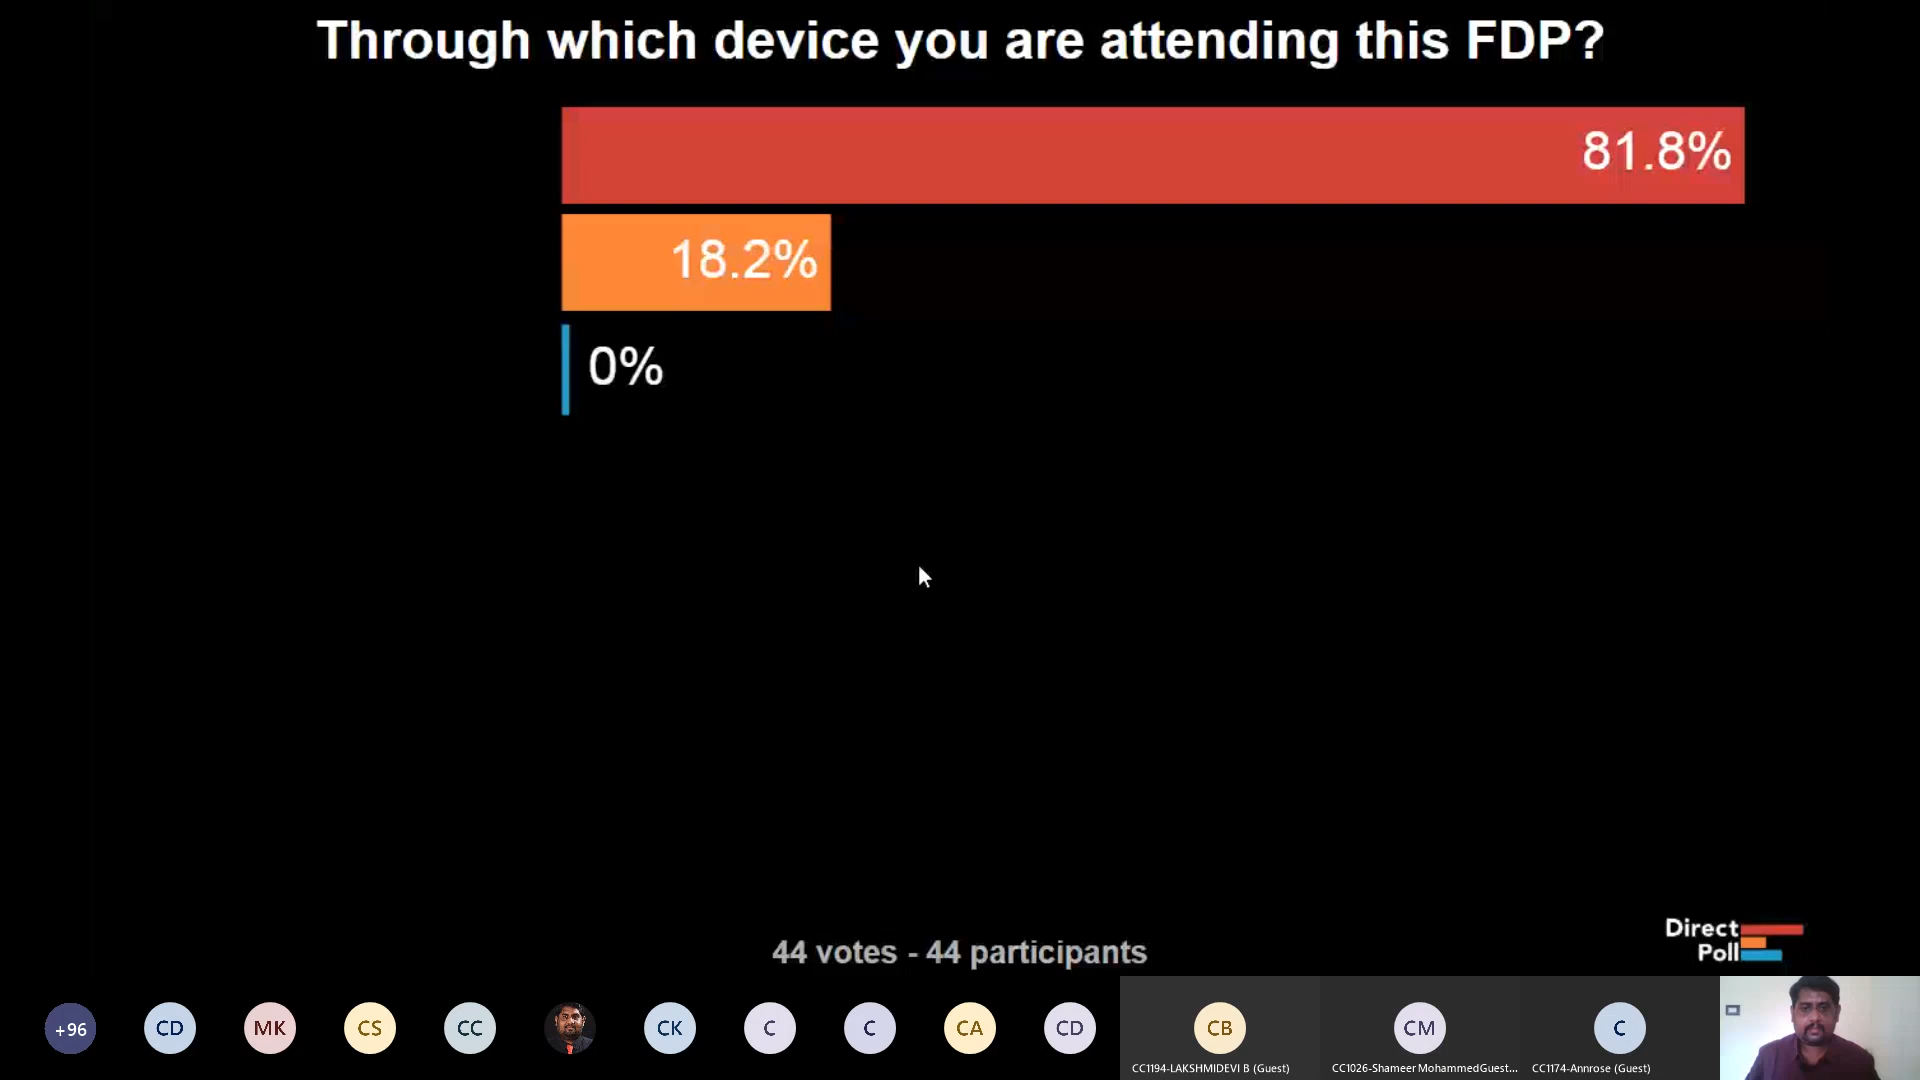 Through which device you are attending this FDP?
81.8%
18.2%
0%
44 votes - 44 participants
Direct
Poll
+96
CD
MK
CS
CC
CK
C
C
CA
CD
CB
CM
C
CC1194-LAKSHMIDEVI B (Guest)
CC1026-Shameer MohammedGuest...
CC1174-Annrose (Guest)